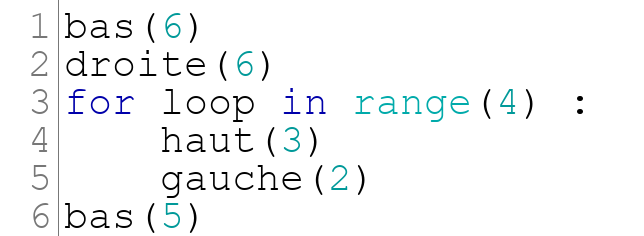 1 bas(6)
2 droite(6)
3 for loop in range(4) :
4     haut(3)
5     gauche(2)
6 bas(5)